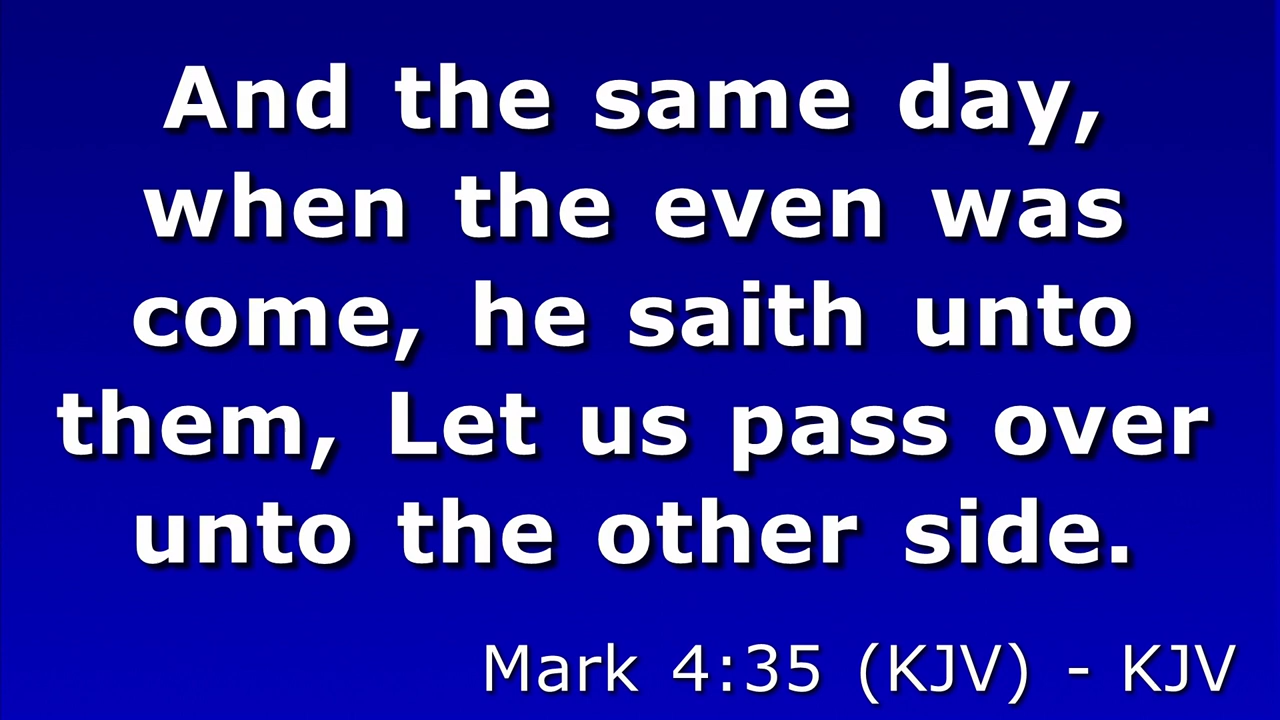 And the same day,
when the even was
come, he saith unto
them, Let us pass over
unto the other side.
Mark 4:35 (KJV) - KJV